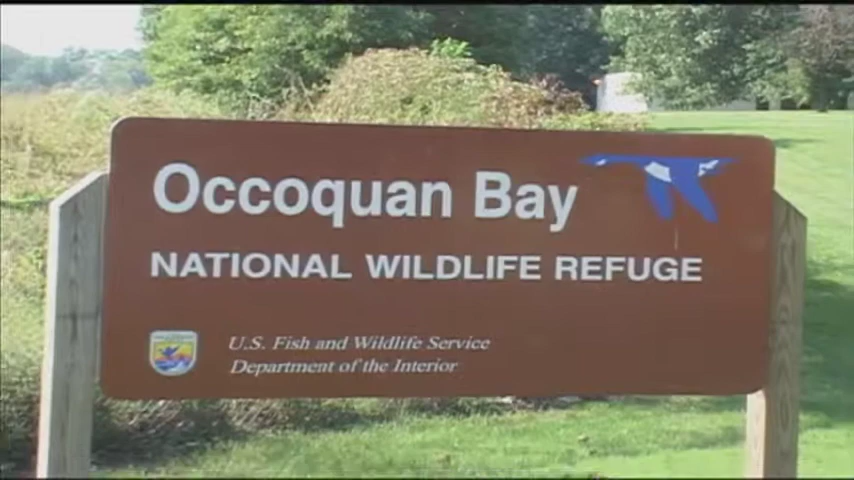 Occoquan Bay
NATIONAL WILDLIFE REFUGE
U.S. Fish and Wildlife Service
Department of the Interior